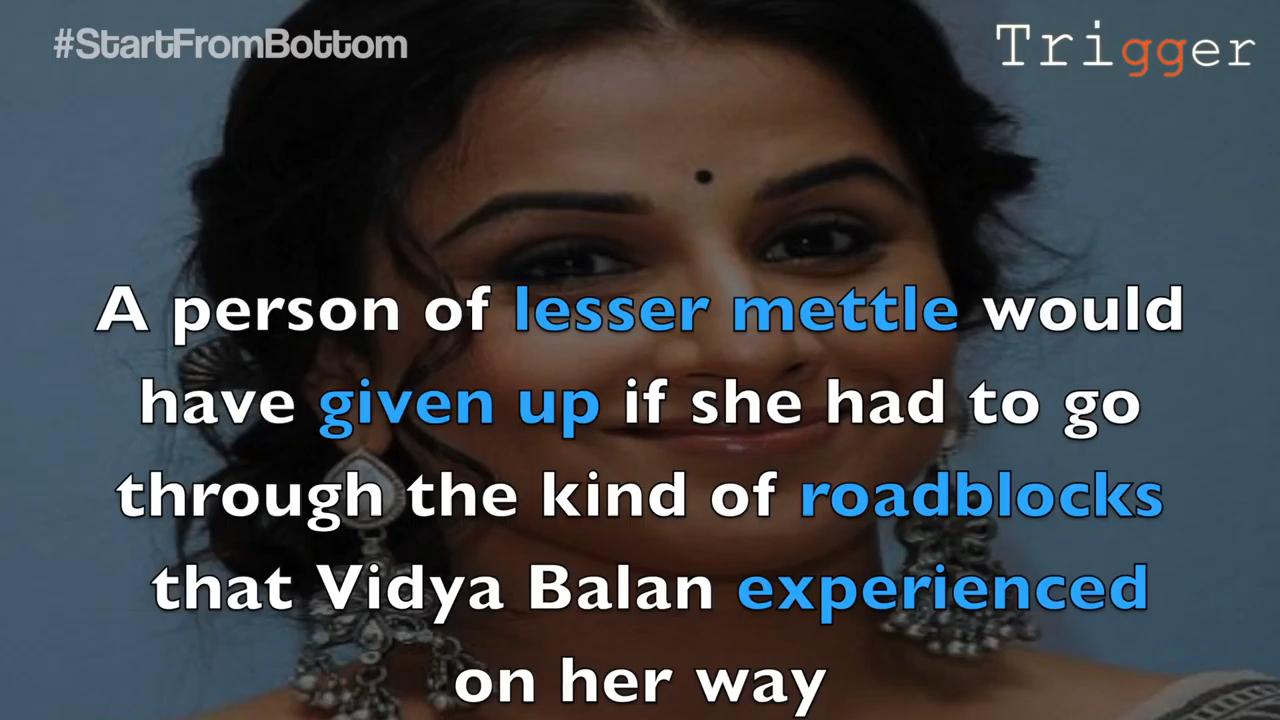 #StartFromBottom
Trigger
A person of lesser mettle would
have given up if she had to go
through the kind of roadblocks
that Vidya Balan experienced
on her way